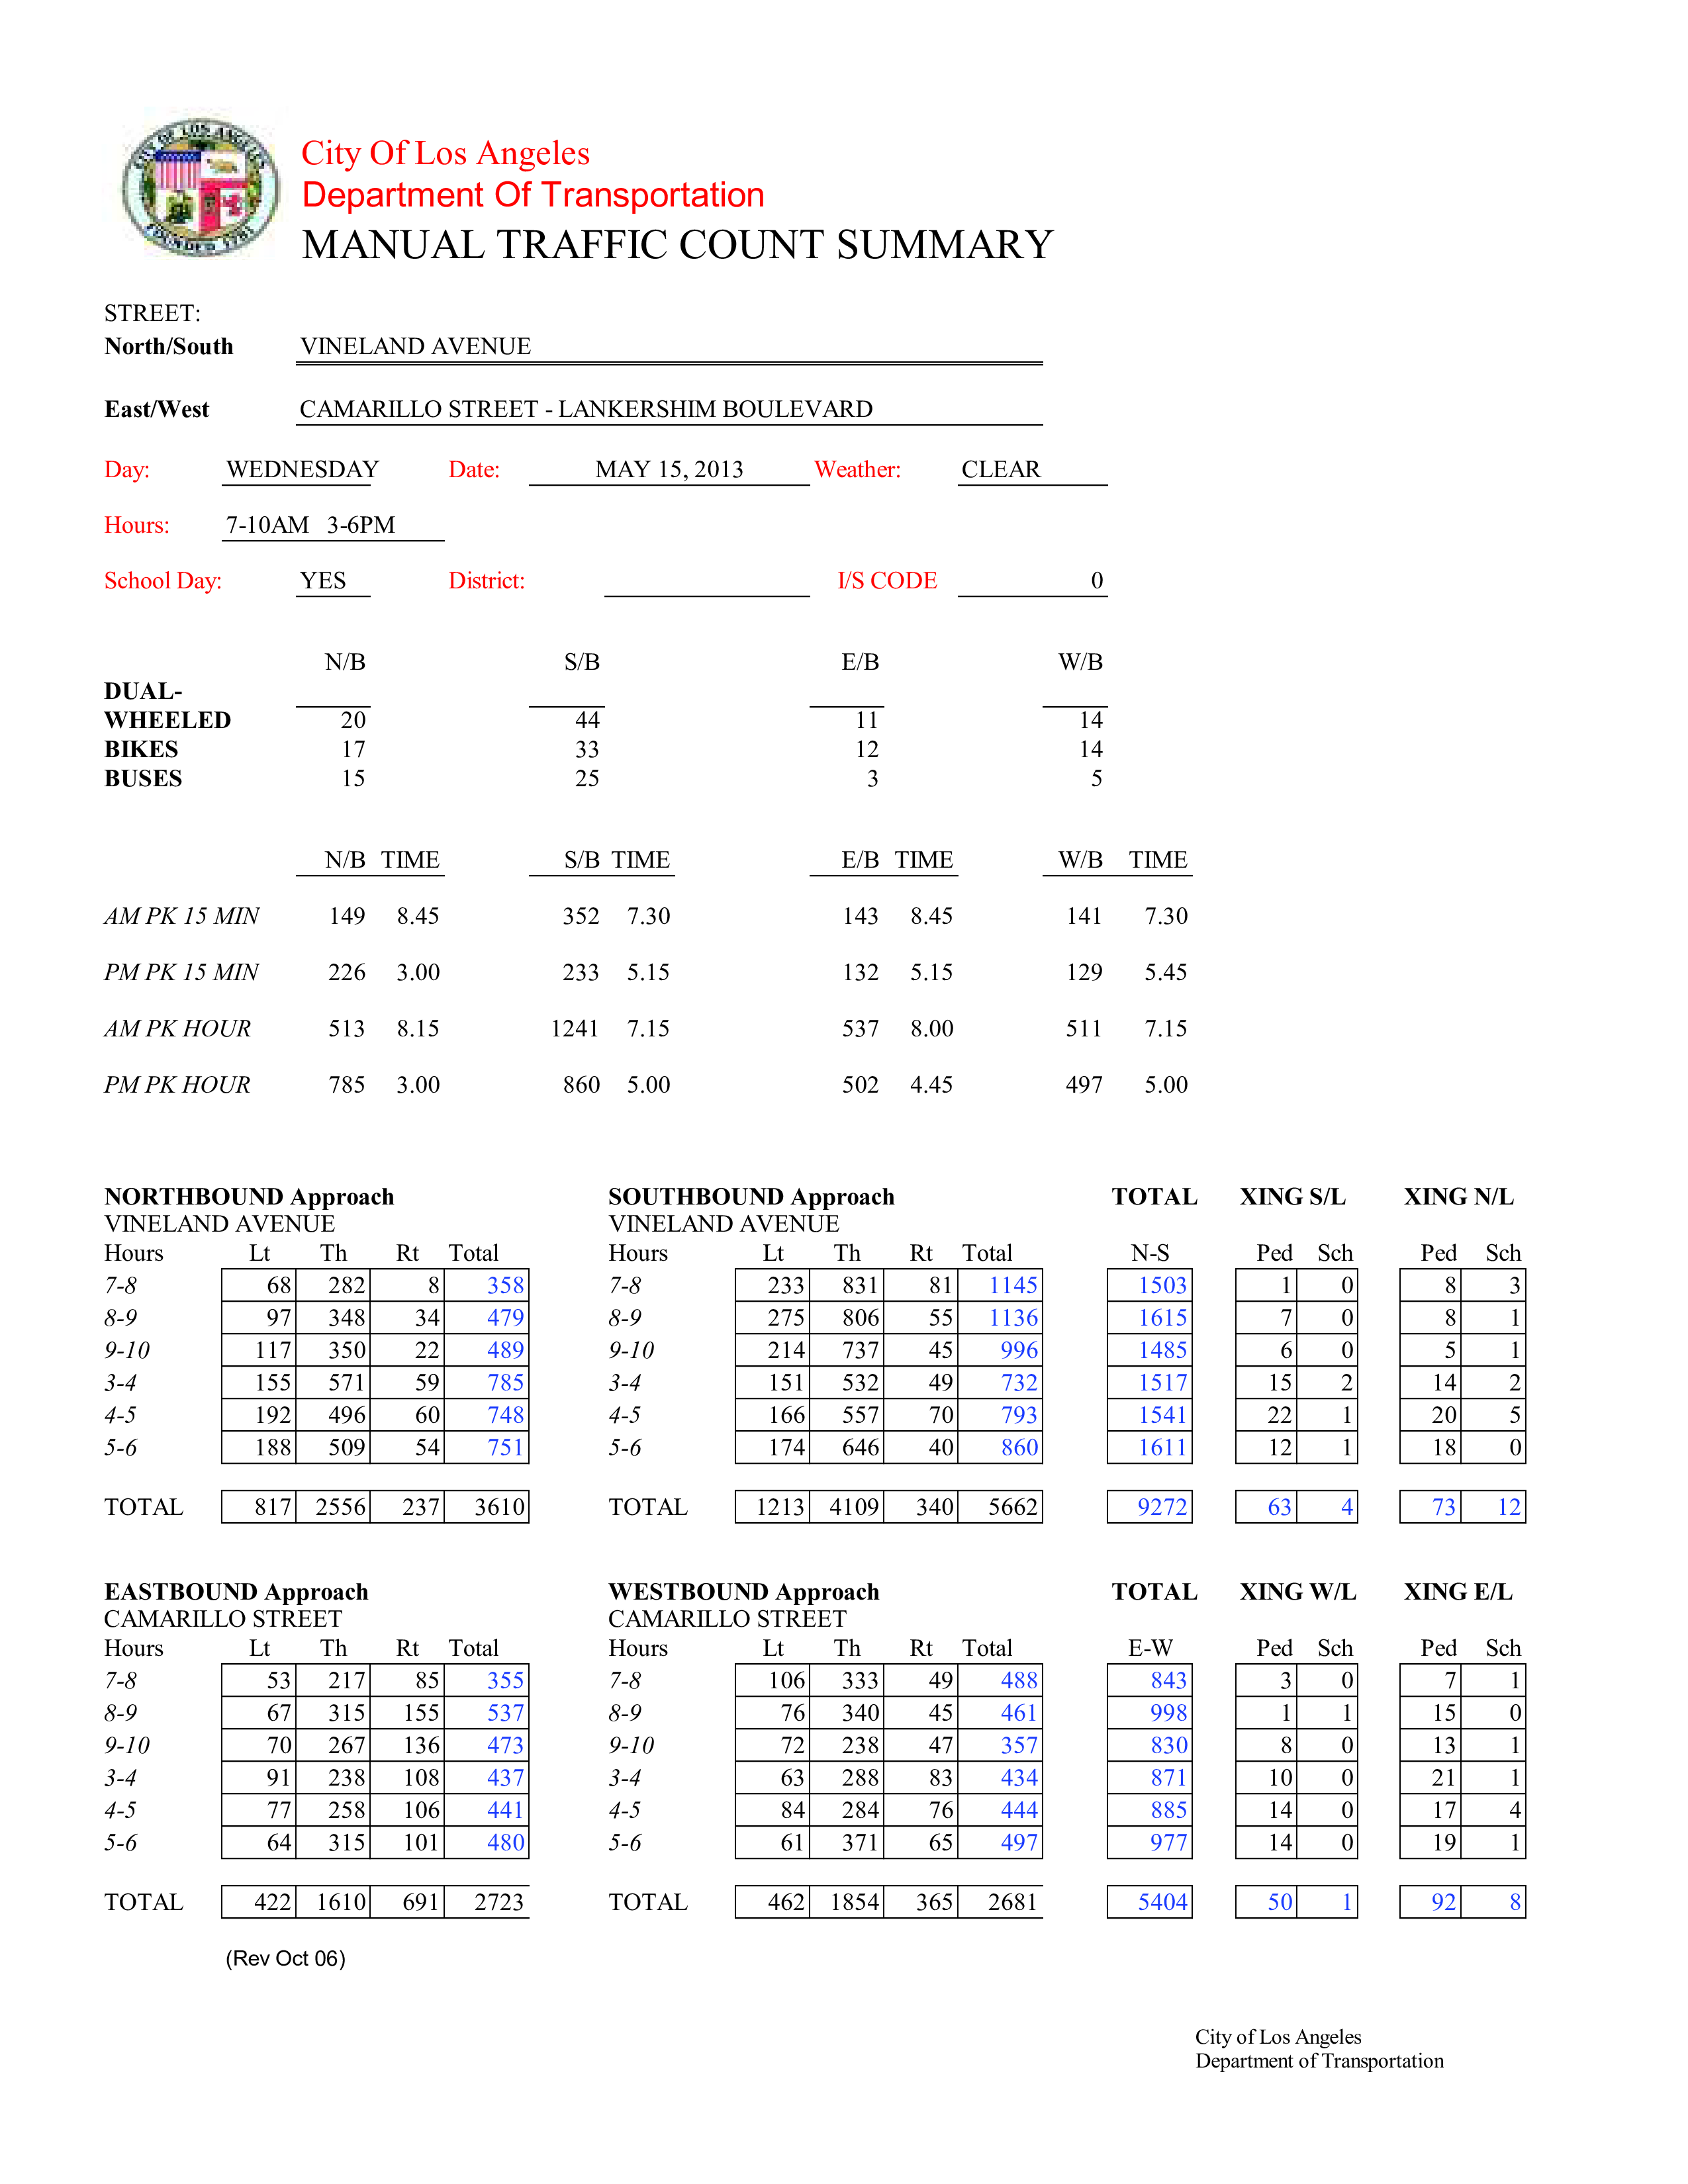 City Of Los Angeles
Department Of Transportation
MANUAL TRAFFIC COUNT SUMMARY
STREET:
North/South VINELAND AVENUE
East/West CAMARILLO STREET - LANKERSHIM BOULEVARD
Day: WEDNESDAY Date: MAY 15, 2013 Weather: CLEAR
Hours: 7-10AM 3-6PM
School Day: YES District: I/S CODE 0
N/B S/B E/B W/B
DUAL-
WHEELED 20 44 11 14
BIKES 17 33 12 14
BUSES 15 25 3 5
N/B TIME S/B TIME E/B TIME W/B TIME
AM PK 15 MIN 149 8.45 352 7.30 143 8.45 141 7.30
PM PK 15 MIN 226 3.00 233 5.15 132 5.15 129 5.45
AM PK HOUR 513 8.15 1241 7.15 537 8.00 511 7.15
PM PK HOUR 785 3.00 860 5.00 502 4.45 497 5.00
NORTHBOUND Approach SOUTHBOUND Approach TOTAL XING S/L XING N/L
VINELAND AVENUE VINELAND AVENUE
Hours Lt Th Rt Total Hours Lt Th Rt Total N-S Ped Sch Ped Sch
7-8 68 282 8 358 7-8 233 831 81 1145 1503 1 0 8 3
8-9 97 348 34 479 8-9 275 806 55 1136 1615 7 0 8 1
9-10 117 350 22 489 9-10 214 737 45 996 1485 6 0 5 1
3-4 155 571 59 785 3-4 151 532 49 732 1517 15 2 14 2
4-5 192 496 60 748 4-5 166 557 70 793 1541 22 1 20 5
5-6 188 509 54 751 5-6 174 646 40 860 1611 12 1 18 0
TOTAL 817 2556 237 3610 TOTAL 1213 4109 340 5662 9272 63 4 73 12
EASTBOUND Approach WESTBOUND Approach TOTAL XING W/L XING E/L
CAMARILLO STREET CAMARILLO STREET
Hours Lt Th Rt Total Hours Lt Th Rt Total E-W Ped Sch Ped Sch
7-8 53 217 85 355 7-8 106 333 49 488 843 3 0 7 1
8-9 67 315 155 537 8-9 76 340 45 461 998 1 1 15 0
9-10 70 267 136 473 9-10 72 238 47 357 830 8 0 13 1
3-4 91 238 108 437 3-4 63 288 83 434 871 10 0 21 1
4-5 77 258 106 441 4-5 84 284 76 444 885 14 0 17 4
5-6 64 315 101 480 5-6 61 371 65 497 977 14 0 19 1
TOTAL 422 1610 691 2723 TOTAL 462 1854 365 2681 5404 50 1 92 8
(Rev Oct 06)
City of Los Angeles
Department of Transportation